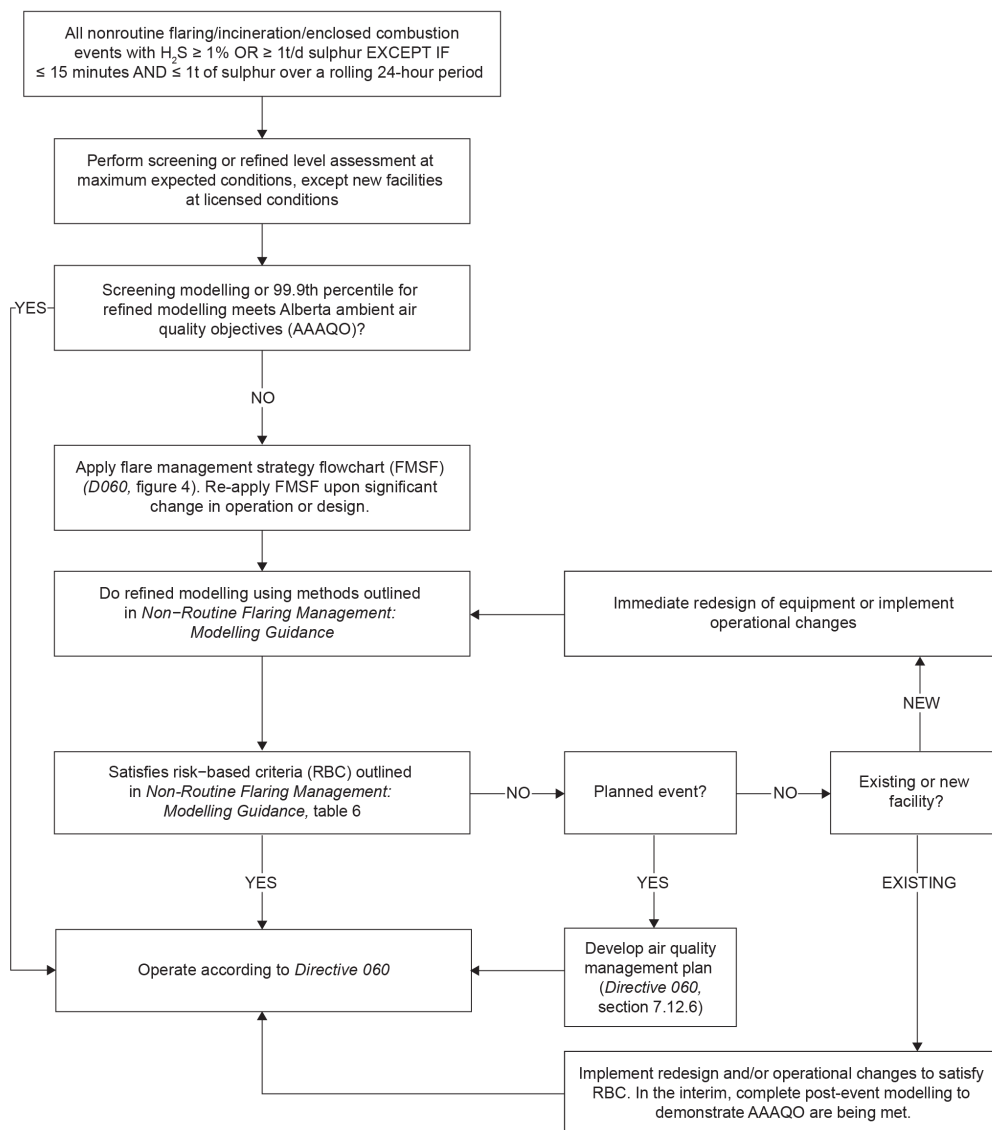 All nonroutine flaring/incineration/enclosed combustion
events with H₂S ≥ 1% OR ≥ 1t/d sulphur EXCEPT IF
≤ 15 minutes AND ≤ 1t of sulphur over a rolling 24-hour period
Perform screening or refined level assessment at
maximum expected conditions, except new facilities
at licensed conditions
Screening modelling or 99.9th percentile for
refined modelling meets Alberta ambient air
quality objectives (AAAQO)?
YES
NO
Apply flare management strategy flowchart (FMSF)
(D060, figure 4). Re-apply FMSF upon significant
change in operation or design.
Do refined modelling using methods outlined
in Non−Routine Flaring Management:
Modelling Guidance
Immediate redesign of equipment or implement
operational changes
NEW
Satisfies risk−based criteria (RBC) outlined
in Non-Routine Flaring Management:
Modelling Guidance, table 6
NO
Planned event?
NO
Existing or new
facility?
YES
YES
EXISTING
Operate according to Directive 060
Develop air quality
management plan
(Directive 060,
section 7.12.6)
Implement redesign and/or operational changes to satisfy
RBC. In the interim, complete post-event modelling to
demonstrate AAAQO are being met.